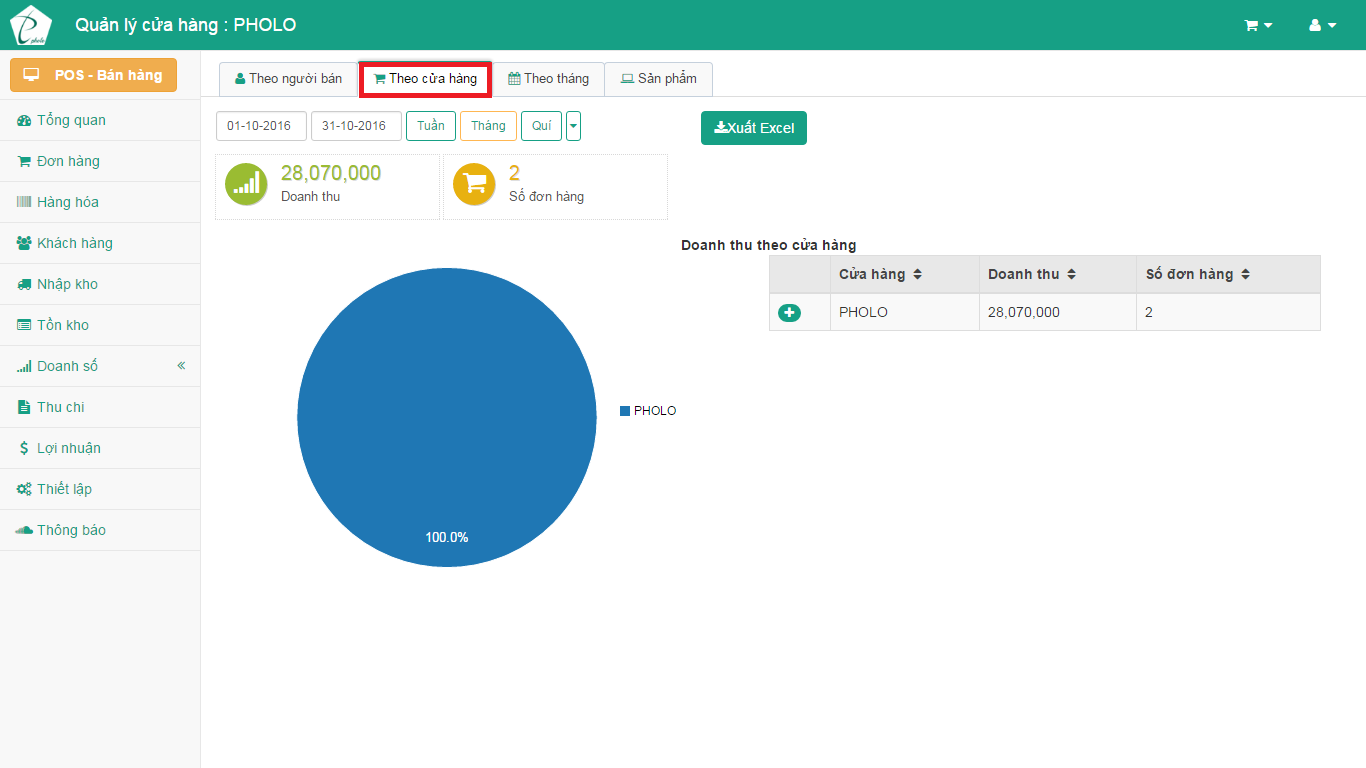 pholo
Quản lý cửa hàng : PHOLO
POS - Bán hàng
Tổng quan
Đơn hàng
Hàng hóa
Khách hàng
Nhập kho
Tồn kho
Doanh số
Thu chi
Lợi nhuận
Thiết lập
Thông báo
Theo người bán
Theo cửa hàng
Theo tháng
Sản phẩm
01-10-2016
31-10-2016
Tuần
Tháng
Quí
Xuất Excel
28,070,000
Doanh thu
2
Số đơn hàng
100.0%
PHOLO
Doanh thu theo cửa hàng
Cửa hàng
Doanh thu
Số đơn hàng
PHOLO
28,070,000
2